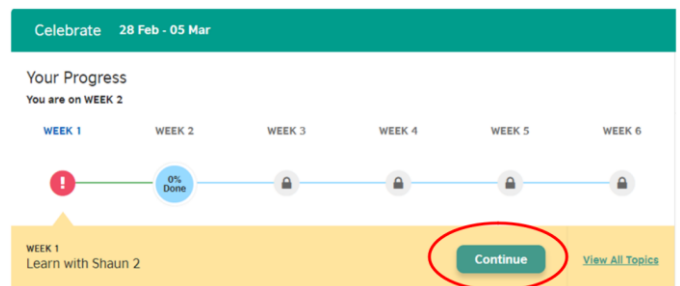 Celebrate 28 Feb - 05 Mar
Your Progress
You are on WEEK 2
WEEK 1 WEEK 2 WEEK 3 WEEK 4 WEEK 5 WEEK 6
!
0%
Done
WEEK 1
Learn with Shaun 2
Continue
View All Topics